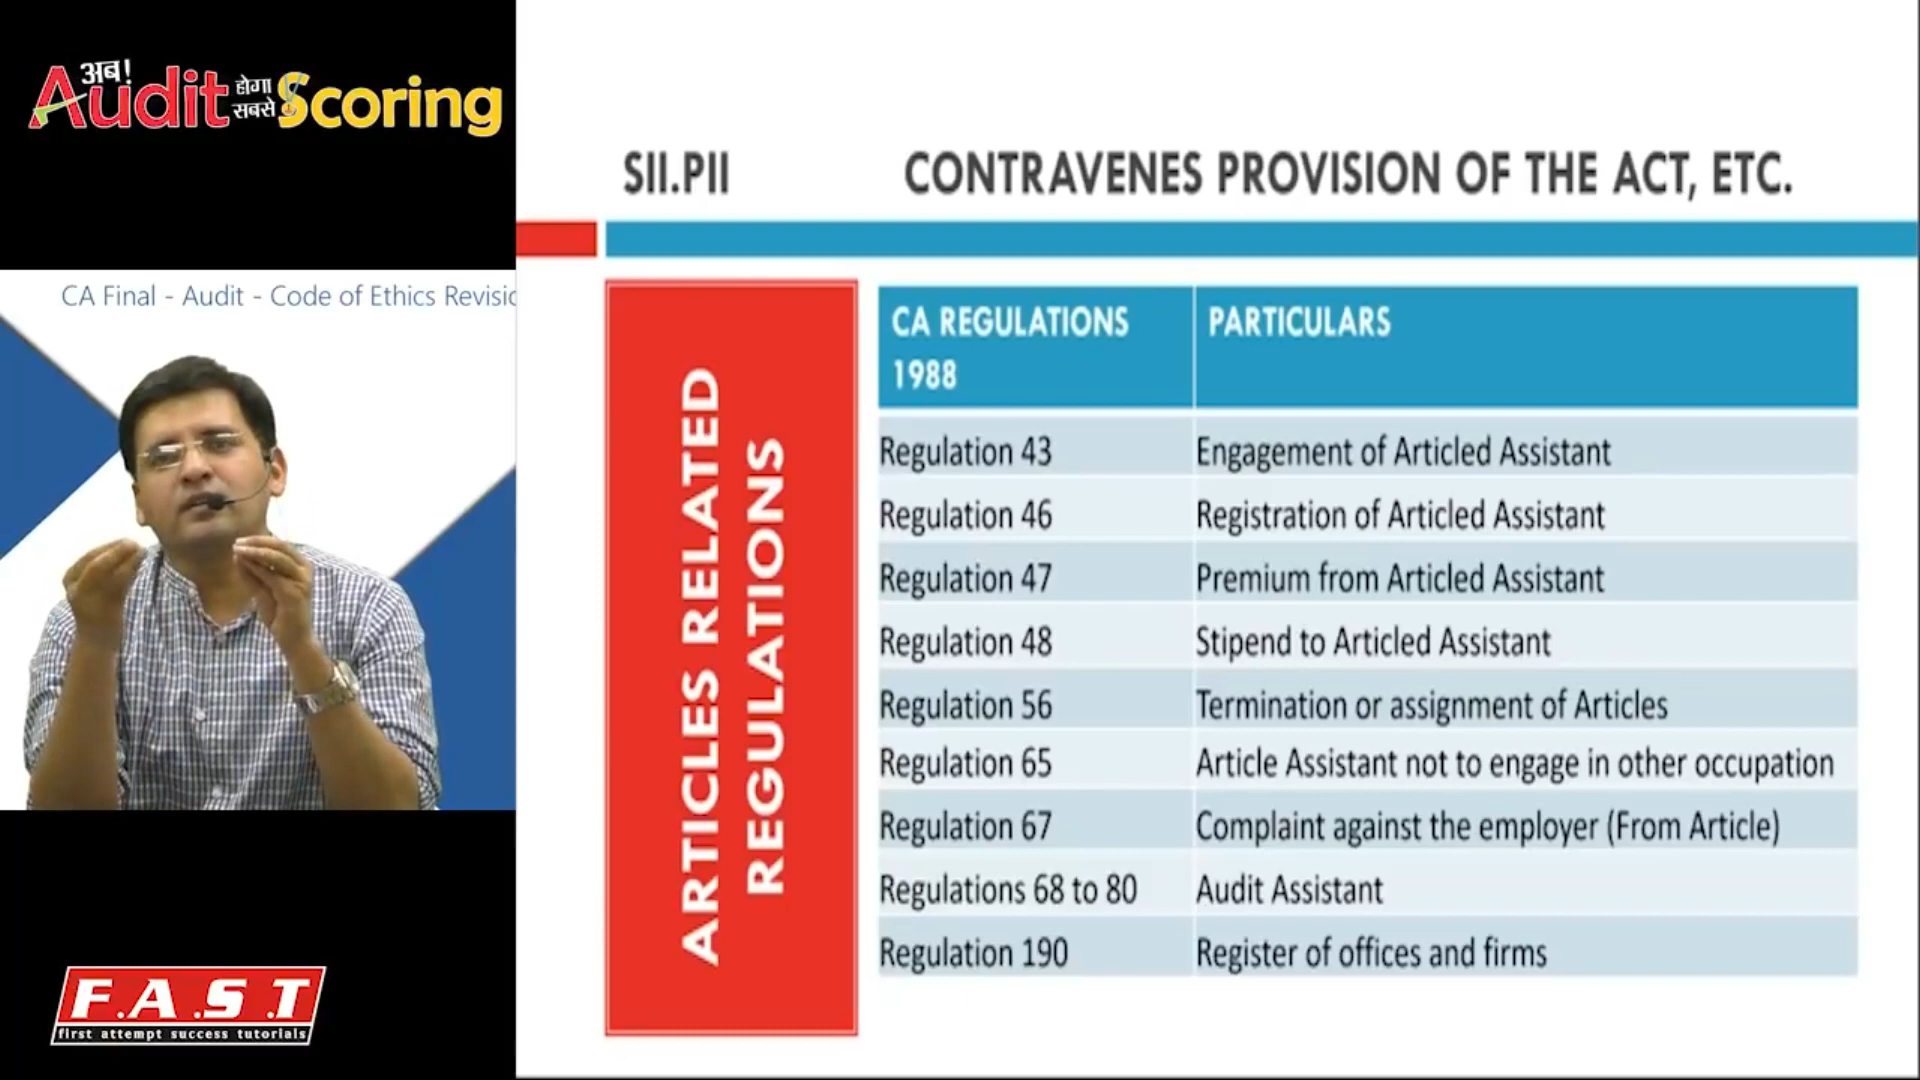 अब!
Audit होगा सबसे Scoring
CA Final - Audit - Code of Ethics Revisio
F.A.S.T
first attempt success tutorials
SII.PII CONTRAVENES PROVISION OF THE ACT, ETC.
ARTICLES RELATED
REGULATIONS
CA REGULATIONS
1988
PARTICULARS
Regulation 43 Engagement of Articled Assistant
Regulation 46 Registration of Articled Assistant
Regulation 47 Premium from Articled Assistant
Regulation 48 Stipend to Articled Assistant
Regulation 56 Termination or assignment of Articles
Regulation 65 Article Assistant not to engage in other occupation
Regulation 67 Complaint against the employer (From Article)
Regulations 68 to 80 Audit Assistant
Regulation 190 Register of offices and firms